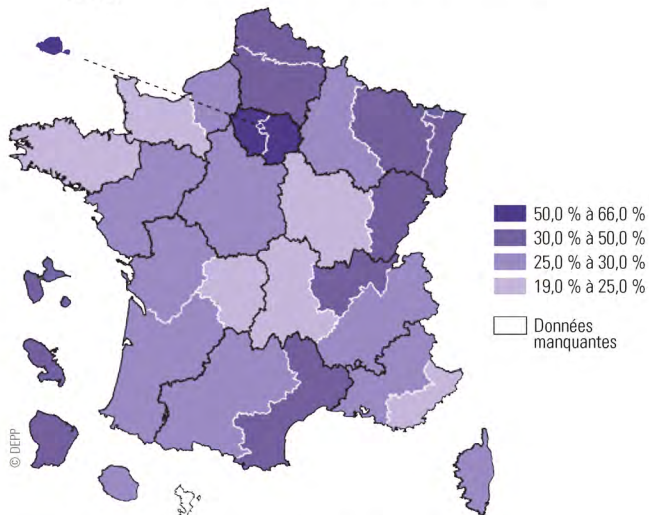 50,0 % à 66,0 %
30,0 % à 50,0 %
25,0 % à 30,0 %
19,0 % à 25,0 %
Données
manquantes
© DEPP